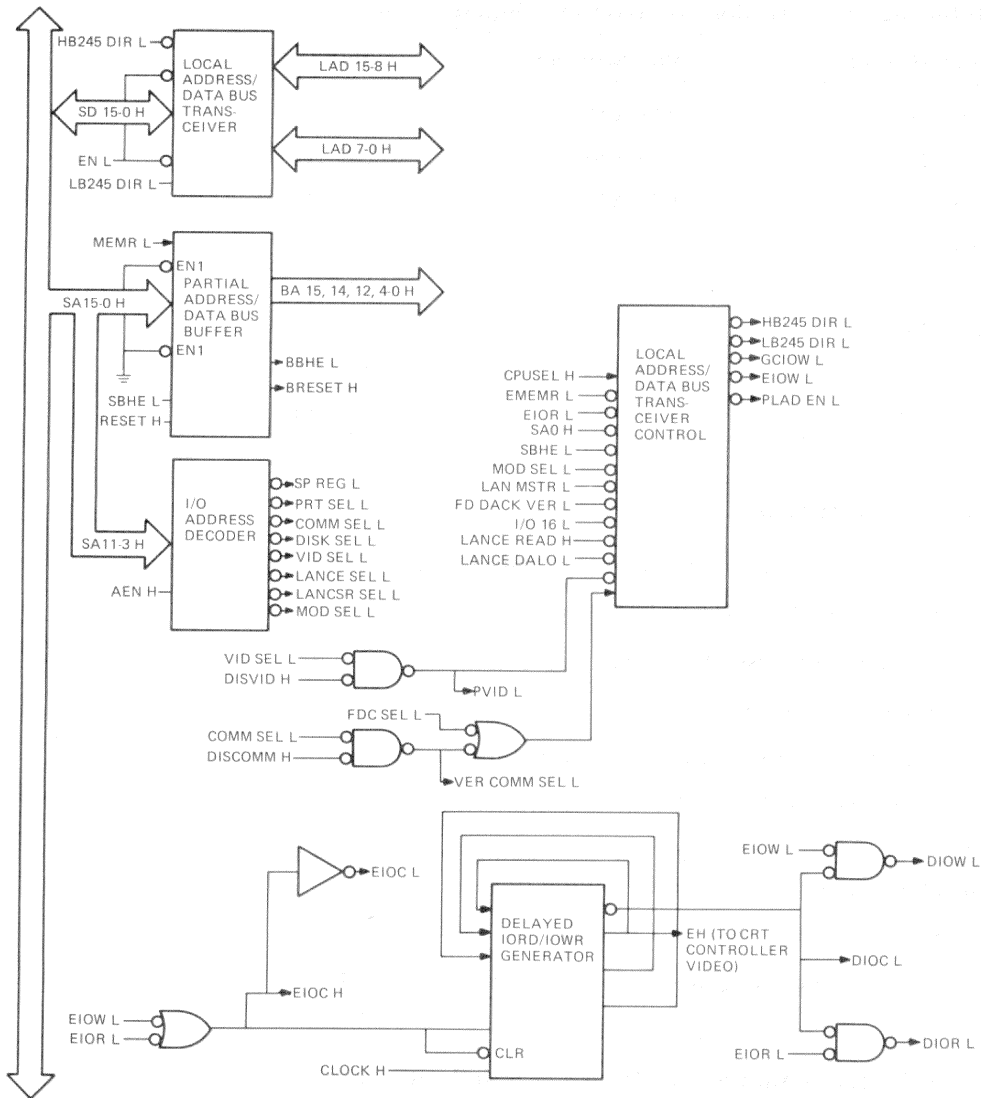 HB245 DIR L
LOCAL
ADDRESS/
DATA BUS
TRANS-
CEIVER
SD 15-0 H
EN L
LB245 DIR L
LAD 15-8 H
LAD 7-0 H
MEMR L
EN1
PARTIAL
ADDRESS/
DATA BUS
BUFFER
EN1
SA15-0 H
SBHE L
RESET H
BA 15, 14, 12, 4-0 H
BBHE L
BRESET H
I/O
ADDRESS
DECODER
SA11-3 H
AEN H
SP REG L
PRT SEL L
COMM SEL L
DISK SEL L
VID SEL L
LANCE SEL L
LANCSR SEL L
MOD SEL L
CPUSEL H
EMEMR L
EIOR L
SA0 H
SBHE L
MOD SEL L
LAN MSTR L
FD DACK VER L
I/O 16 L
LANCE READ H
LANCE DALO L
LOCAL
ADDRESS/
DATA BUS
TRANS-
CEIVER
CONTROL
HB245 DIR L
LB245 DIR L
GCIOW L
EIOW L
PLAD EN L
VID SEL L
DISVID H
PVID L
FDC SEL L
COMM SEL L
DISCOMM H
VER COMM SEL L
EIOC L
EIOC H
EIOW L
EIOR L
CLOCK H
DELAYED
IORD/IOWR
GENERATOR
CLR
EH (TO CRT
CONTROLLER
VIDEO)
EIOW L
DIOW L
DIOC L
EIOR L
DIOR L